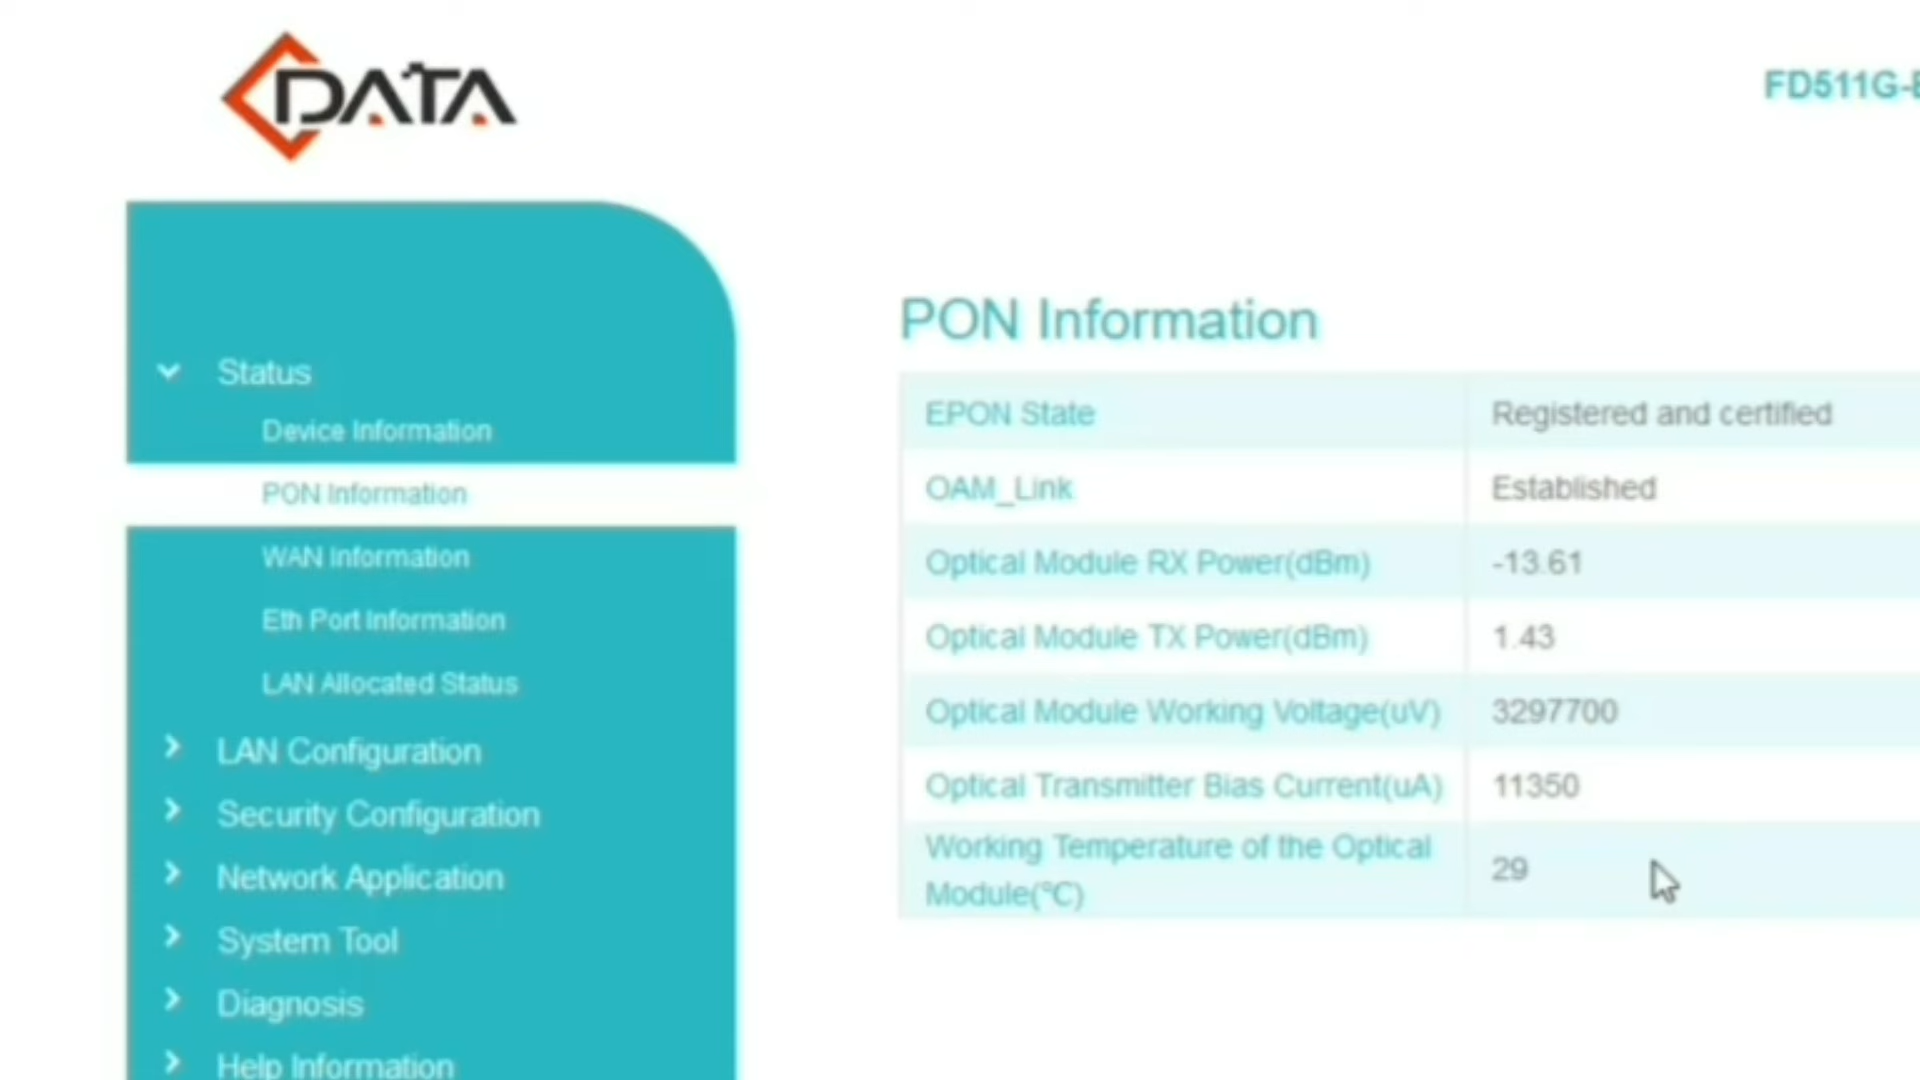 DATA
FD511G-
Status
Device Information
PON Information
WAN Information
Eth Port Information
LAN Allocated Status
LAN Configuration
Security Configuration
Network Application
System Tool
Diagnosis
Help Information
PON Information
EPON State Registered and certified
OAM_Link Established
Optical Module RX Power(dBm) -13.61
Optical Module TX Power(dBm) 1.43
Optical Module Working Voltage(uV) 3297700
Optical Transmitter Bias Current(uA) 11350
Working Temperature of the Optical
Module(℃) 29